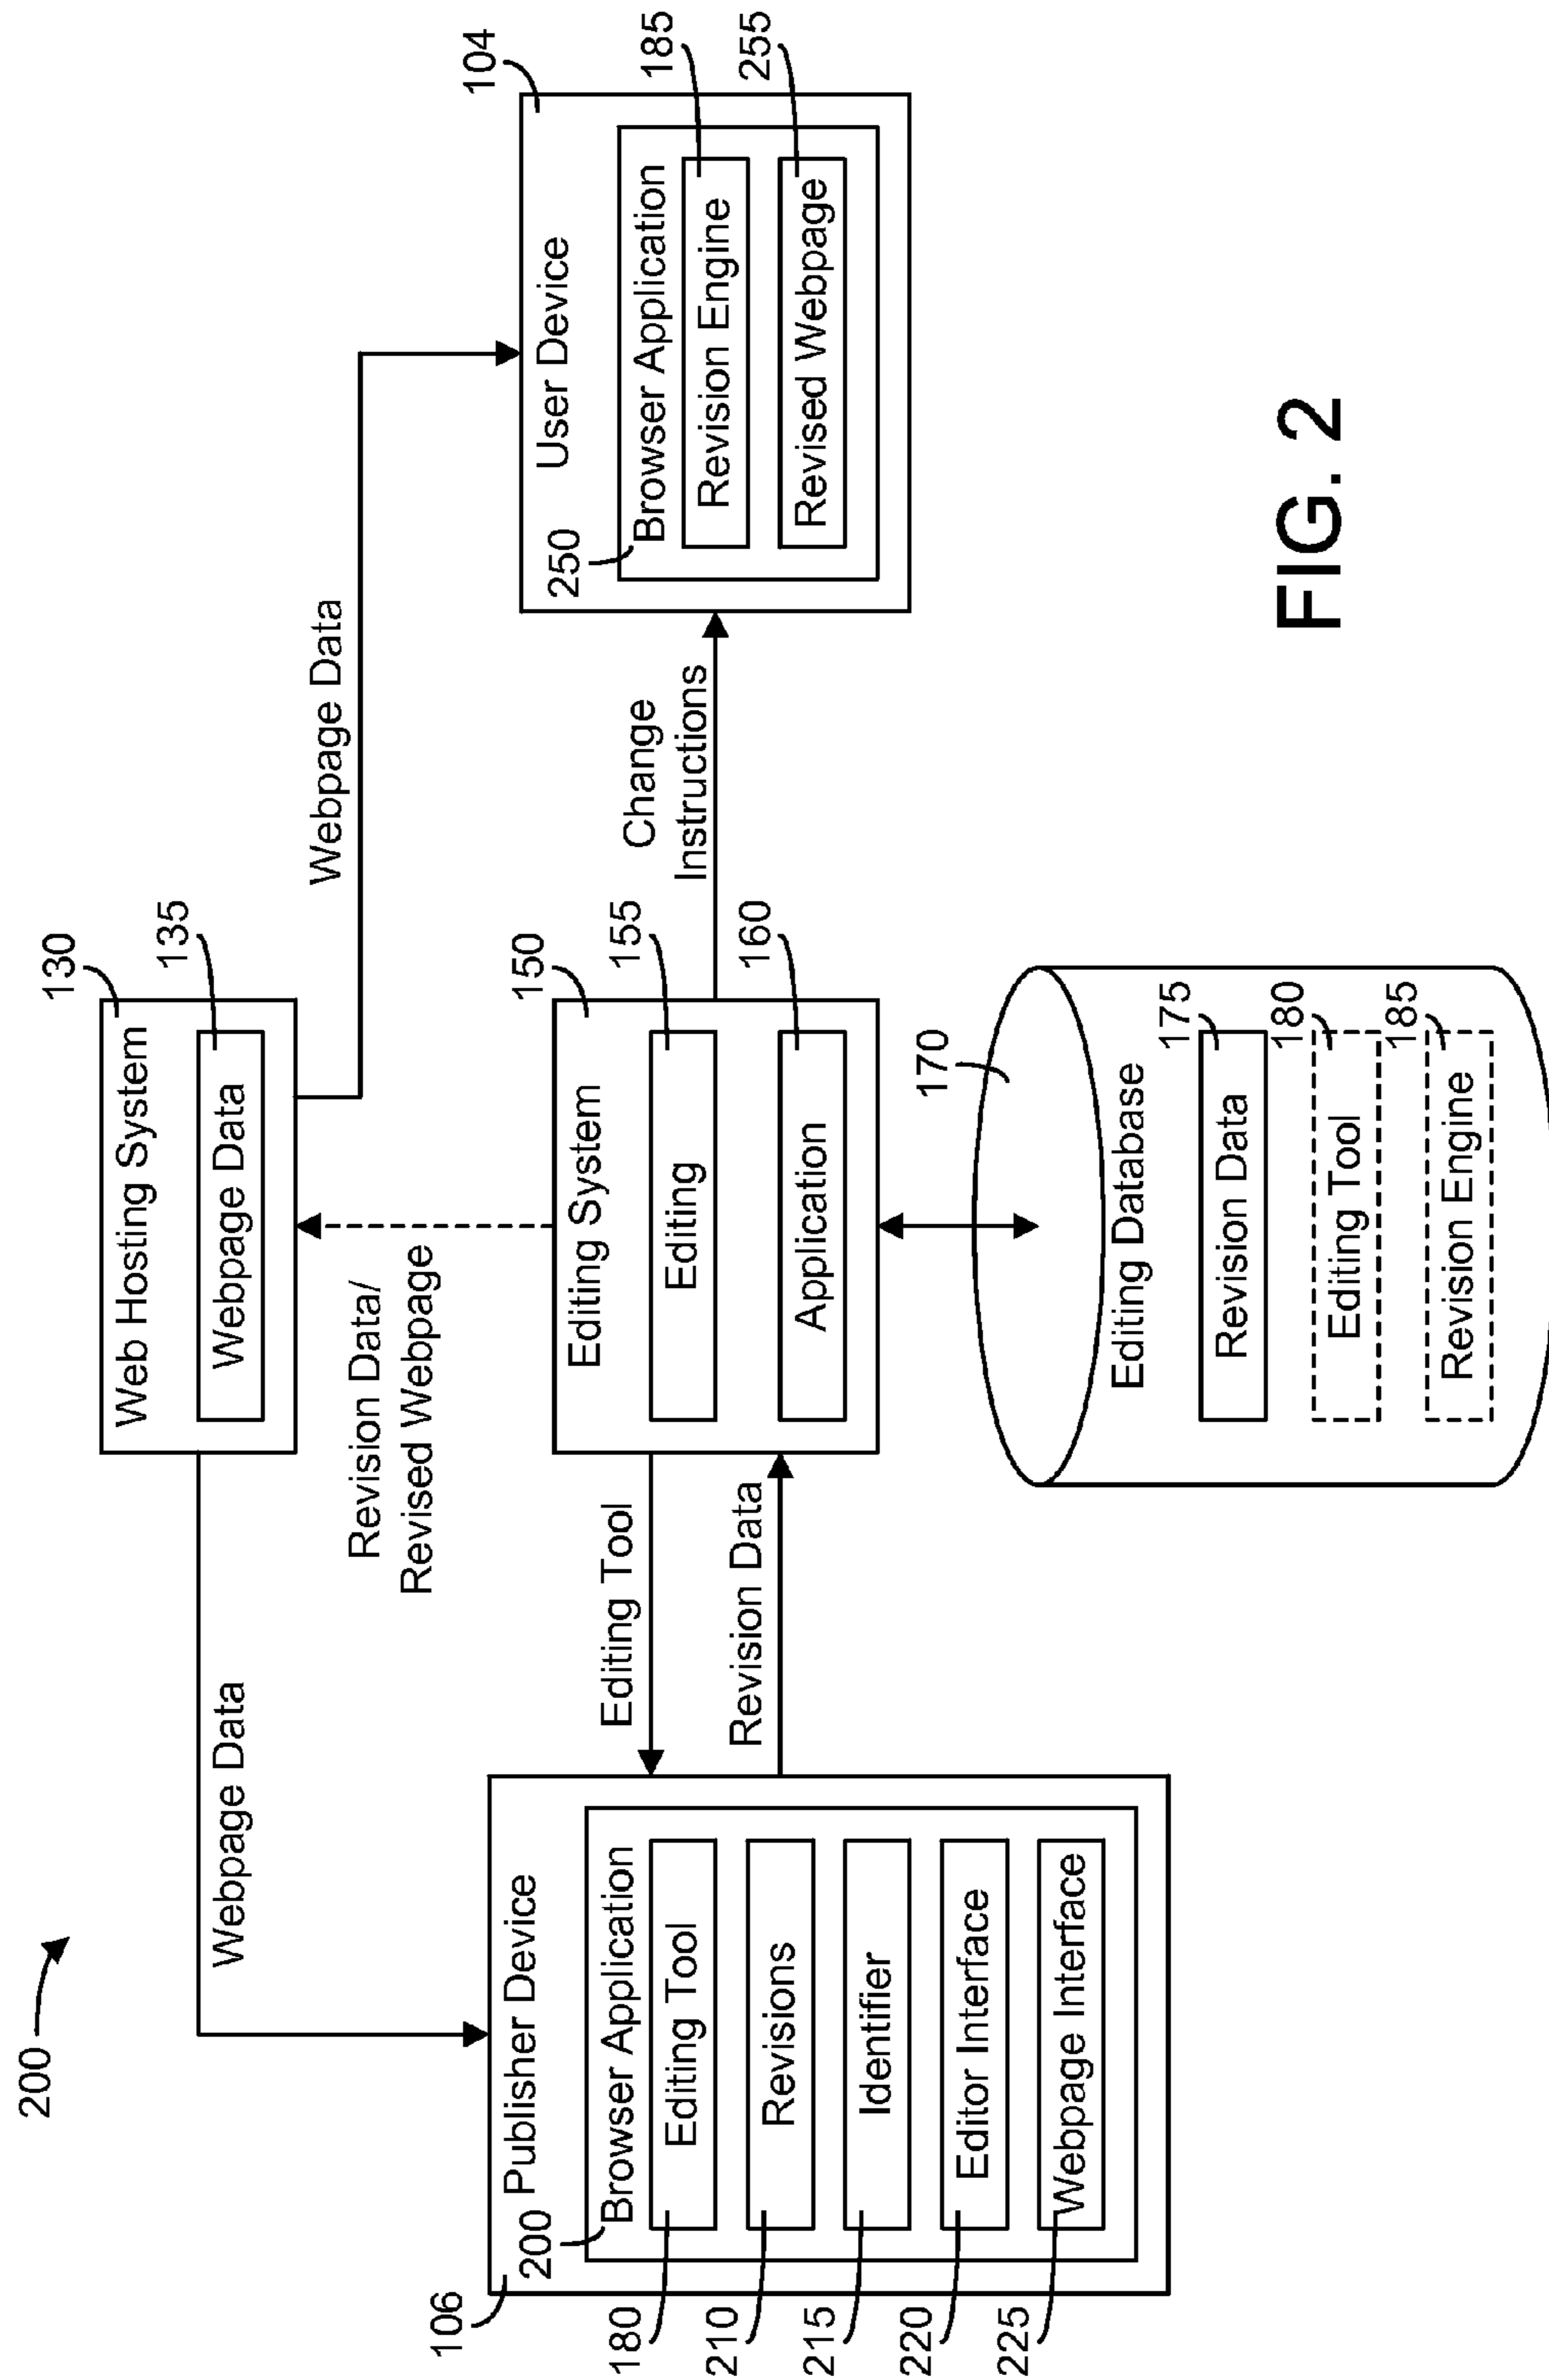 200
130
Web Hosting System
135
Webpage Data
Webpage Data
Webpage Data
Revision Data/
Revised Webpage
106
Publisher Device
200
Browser Application
180
Editing Tool
210
Revisions
215
Identifier
220
Editor Interface
225
Webpage Interface
Editing Tool
Revision Data
150
Editing System
155
Editing
160
Application
Change
Instructions
104
User Device
250
Browser Application
185
Revision Engine
255
Revised Webpage
170
Editing Database
175
Revision Data
180
Editing Tool
185
Revision Engine
FIG. 2